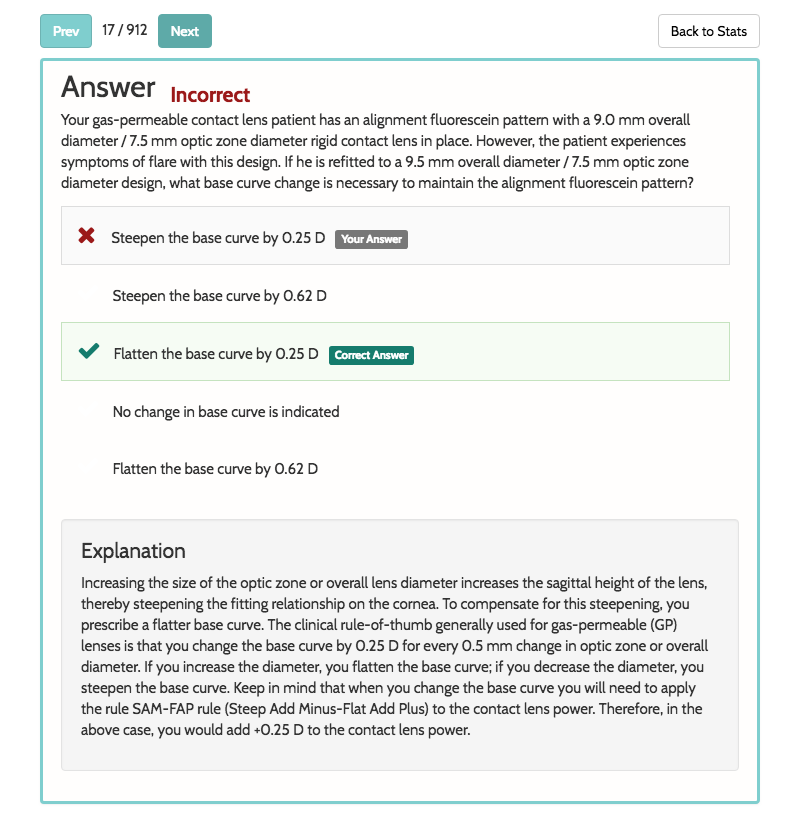 Prev 17 / 912 Next Back to Stats
Answer Incorrect
Your gas-permeable contact lens patient has an alignment fluorescein pattern with a 9.0 mm overall
diameter / 7.5 mm optic zone diameter rigid contact lens in place. However, the patient experiences
symptoms of flare with this design. If he is refitted to a 9.5 mm overall diameter / 7.5 mm optic zone
diameter design, what base curve change is necessary to maintain the alignment fluorescein pattern?
Steepen the base curve by 0.25 D Your Answer
Steepen the base curve by 0.62 D
Flatten the base curve by 0.25 D Correct Answer
No change in base curve is indicated
Flatten the base curve by 0.62 D
Explanation
Increasing the size of the optic zone or overall lens diameter increases the sagittal height of the lens,
thereby steepening the fitting relationship on the cornea. To compensate for this steepening, you
prescribe a flatter base curve. The clinical rule-of-thumb generally used for gas-permeable (GP)
lenses is that you change the base curve by 0.25 D for every 0.5 mm change in optic zone or overall
diameter. If you increase the diameter, you flatten the base curve; if you decrease the diameter, you
steepen the base curve. Keep in mind that when you change the base curve you will need to apply
the rule SAM-FAP rule (Steep Add Minus-Flat Add Plus) to the contact lens power. Therefore, in the
above case, you would add +0.25 D to the contact lens power.